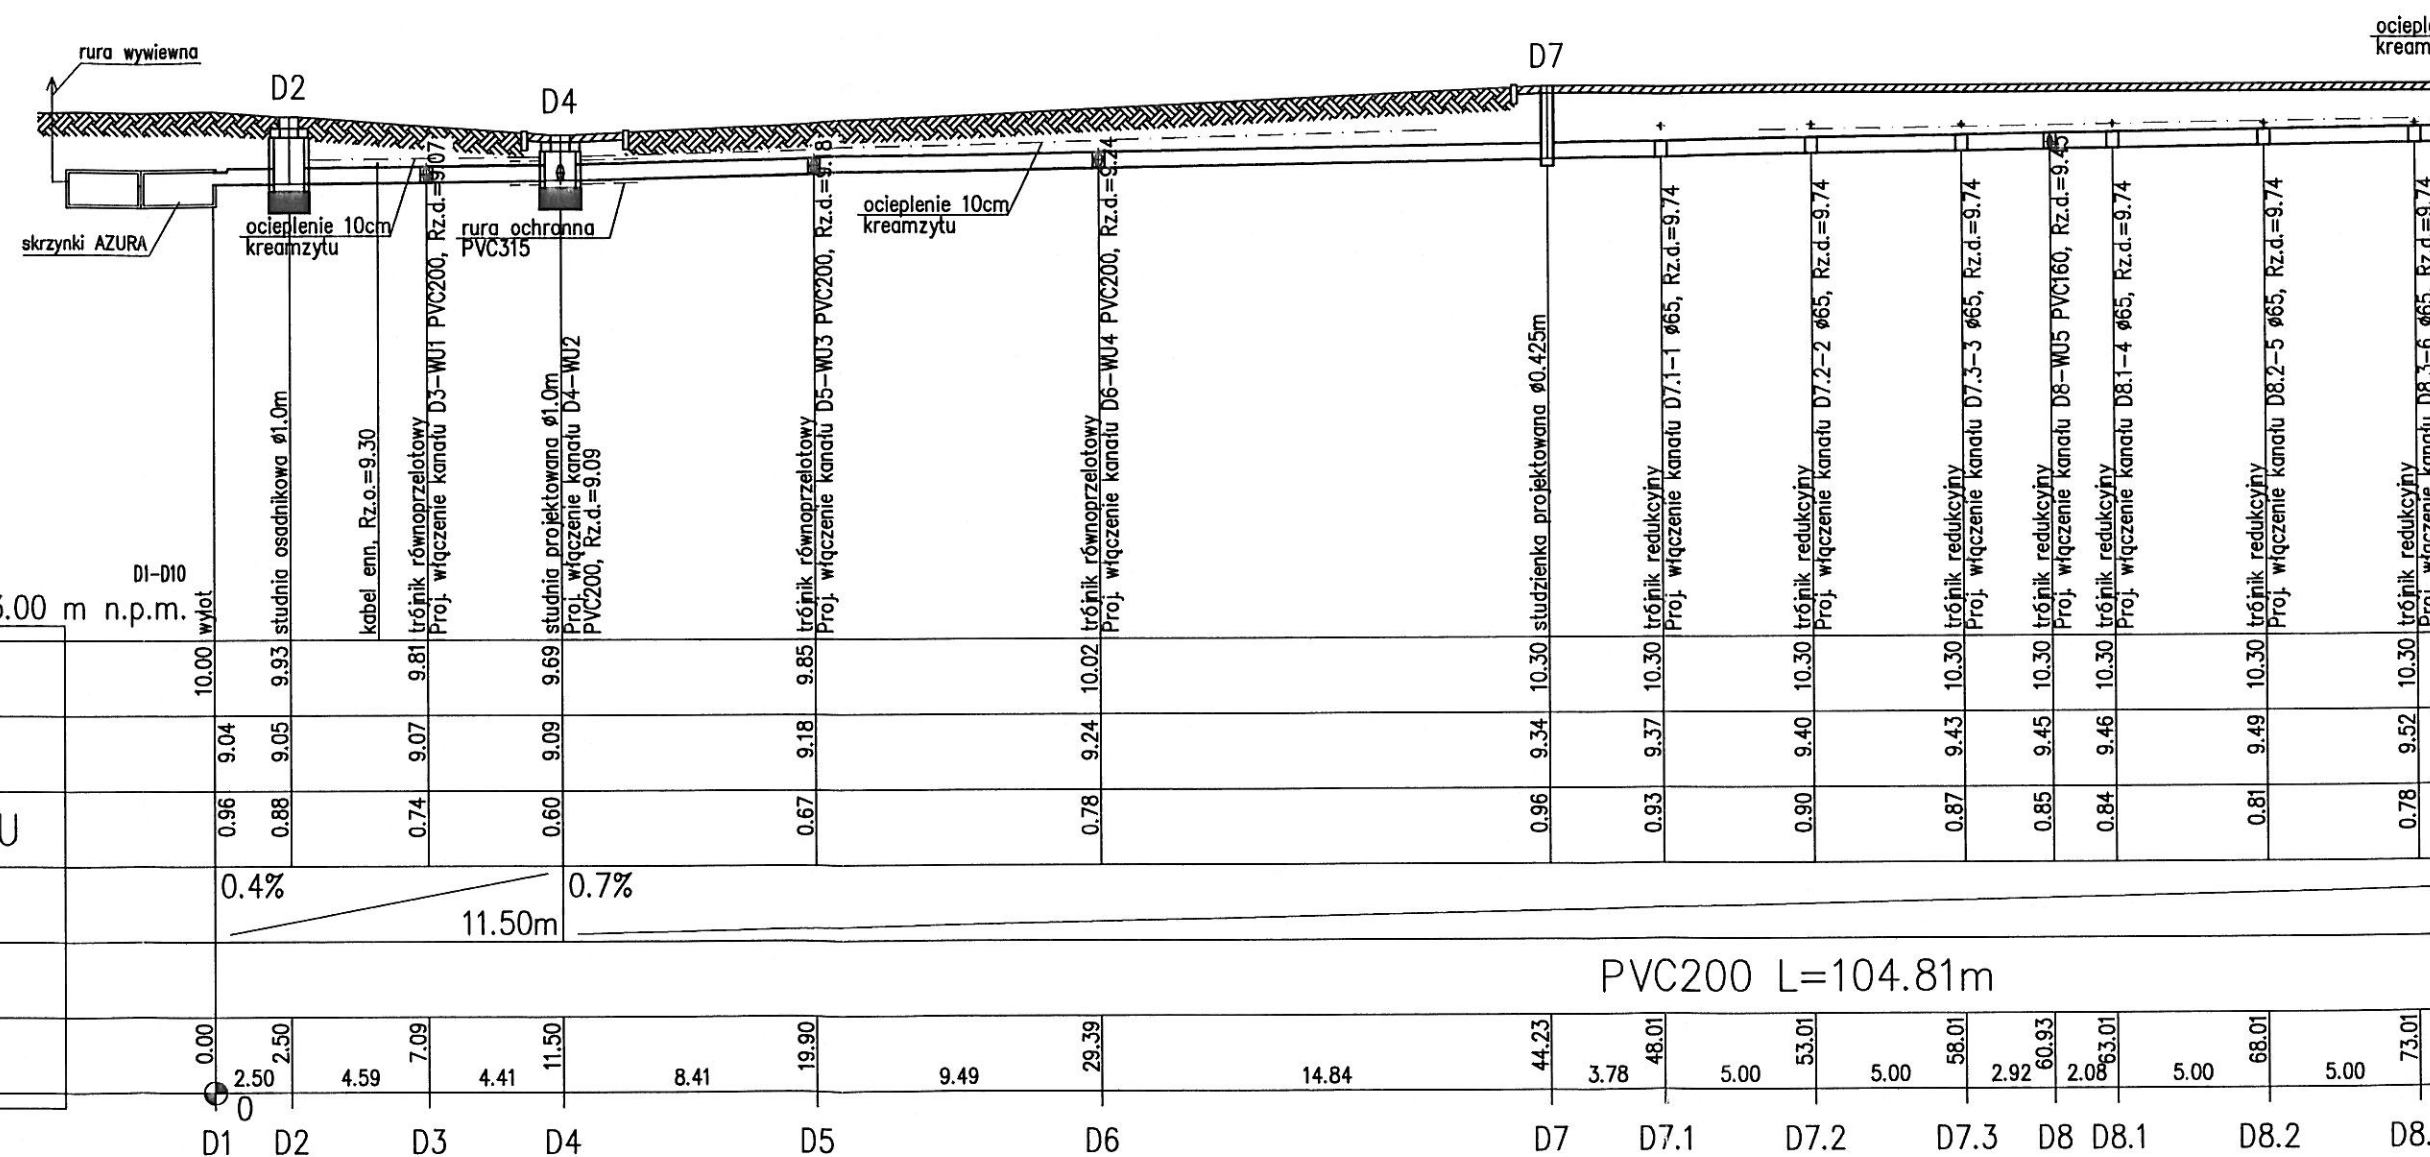 rura wywiewna
D2
D4
D7
ociepl
kream
skrzynki AZURA
ocieplenie 10cm
kreamzytu
rura ochronna
PVC315
ocieplenie 10cm
kreamzytu
D1-D10
.00 m n.p.m.
wylot
studnia osadnikowa ø1.0m
kabel enn, Rz.o.=9.30
trójnik równoprzelotowy
Proj. włączenie kanału D3-WU1 PVC200, Rz.d.=9.07
studnia projektowana ø1.0m
Proj. włączenie kanału D4-WU2
PVC200, Rz.d.=9.09
trójnik równoprzelotowy
Proj. włączenie kanału D5-WU3 PVC200, Rz.d.=9.18
trójnik równoprzelotowy
Proj. włączenie kanału D6-WU4 PVC200, Rz.d.=9.24
studzienka projektowana ø0.425m
trójnik redukcyjny
Proj. włączenie kanału D7.1-1 ø65, Rz.d.=9.74
trójnik redukcyjny
Proj. włączenie kanału D7.2-2 ø65, Rz.d.=9.74
trójnik redukcyjny
Proj. włączenie kanału D7.3-3 ø65, Rz.d.=9.74
trójnik redukcyjny
Proj. włączenie kanału D8-WU5 PVC160, Rz.d.=9.45
trójnik redukcyjny
Proj. włączenie kanału D8.1-4 ø65, Rz.d.=9.74
trójnik redukcyjny
Proj. włączenie kanału D8.2-5 ø65, Rz.d.=9.74
trójnik redukcyjny
Proj. włączenie kanału D8.3-6 ø65, Rz.d.=9.74
10.00 9.93 9.81 9.69 9.85 10.02 10.30 10.30 10.30 10.30 10.30 10.30 10.30 10.30
9.04 9.05 9.07 9.09 9.18 9.24 9.34 9.37 9.40 9.43 9.45 9.46 9.49 9.52
U
0.96 0.88 0.74 0.60 0.67 0.78 0.96 0.93 0.90 0.87 0.85 0.84 0.81 0.78
0.4% 0.7%
11.50m
PVC200 L=104.81m
0.00 2.50 7.09 11.50 19.90 29.39 44.23 48.01 53.01 58.01 60.93 63.01 68.01 73.01
2.50 4.59 4.41 8.41 9.49 14.84 3.78 5.00 5.00 2.92 2.08 5.00 5.00
0
D1 D2 D3 D4 D5 D6 D7 D7.1 D7.2 D7.3 D8 D8.1 D8.2 D8.